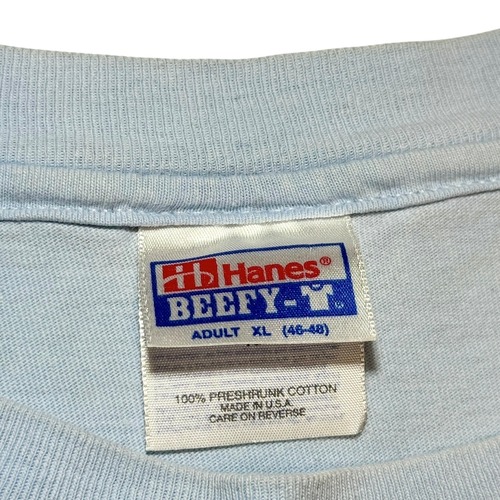 Hanes®
BEEFY-T®
ADULT XL (46-48)
100% PRESHRUNK COTTON
MADE IN U.S.A.
CARE ON REVERSE